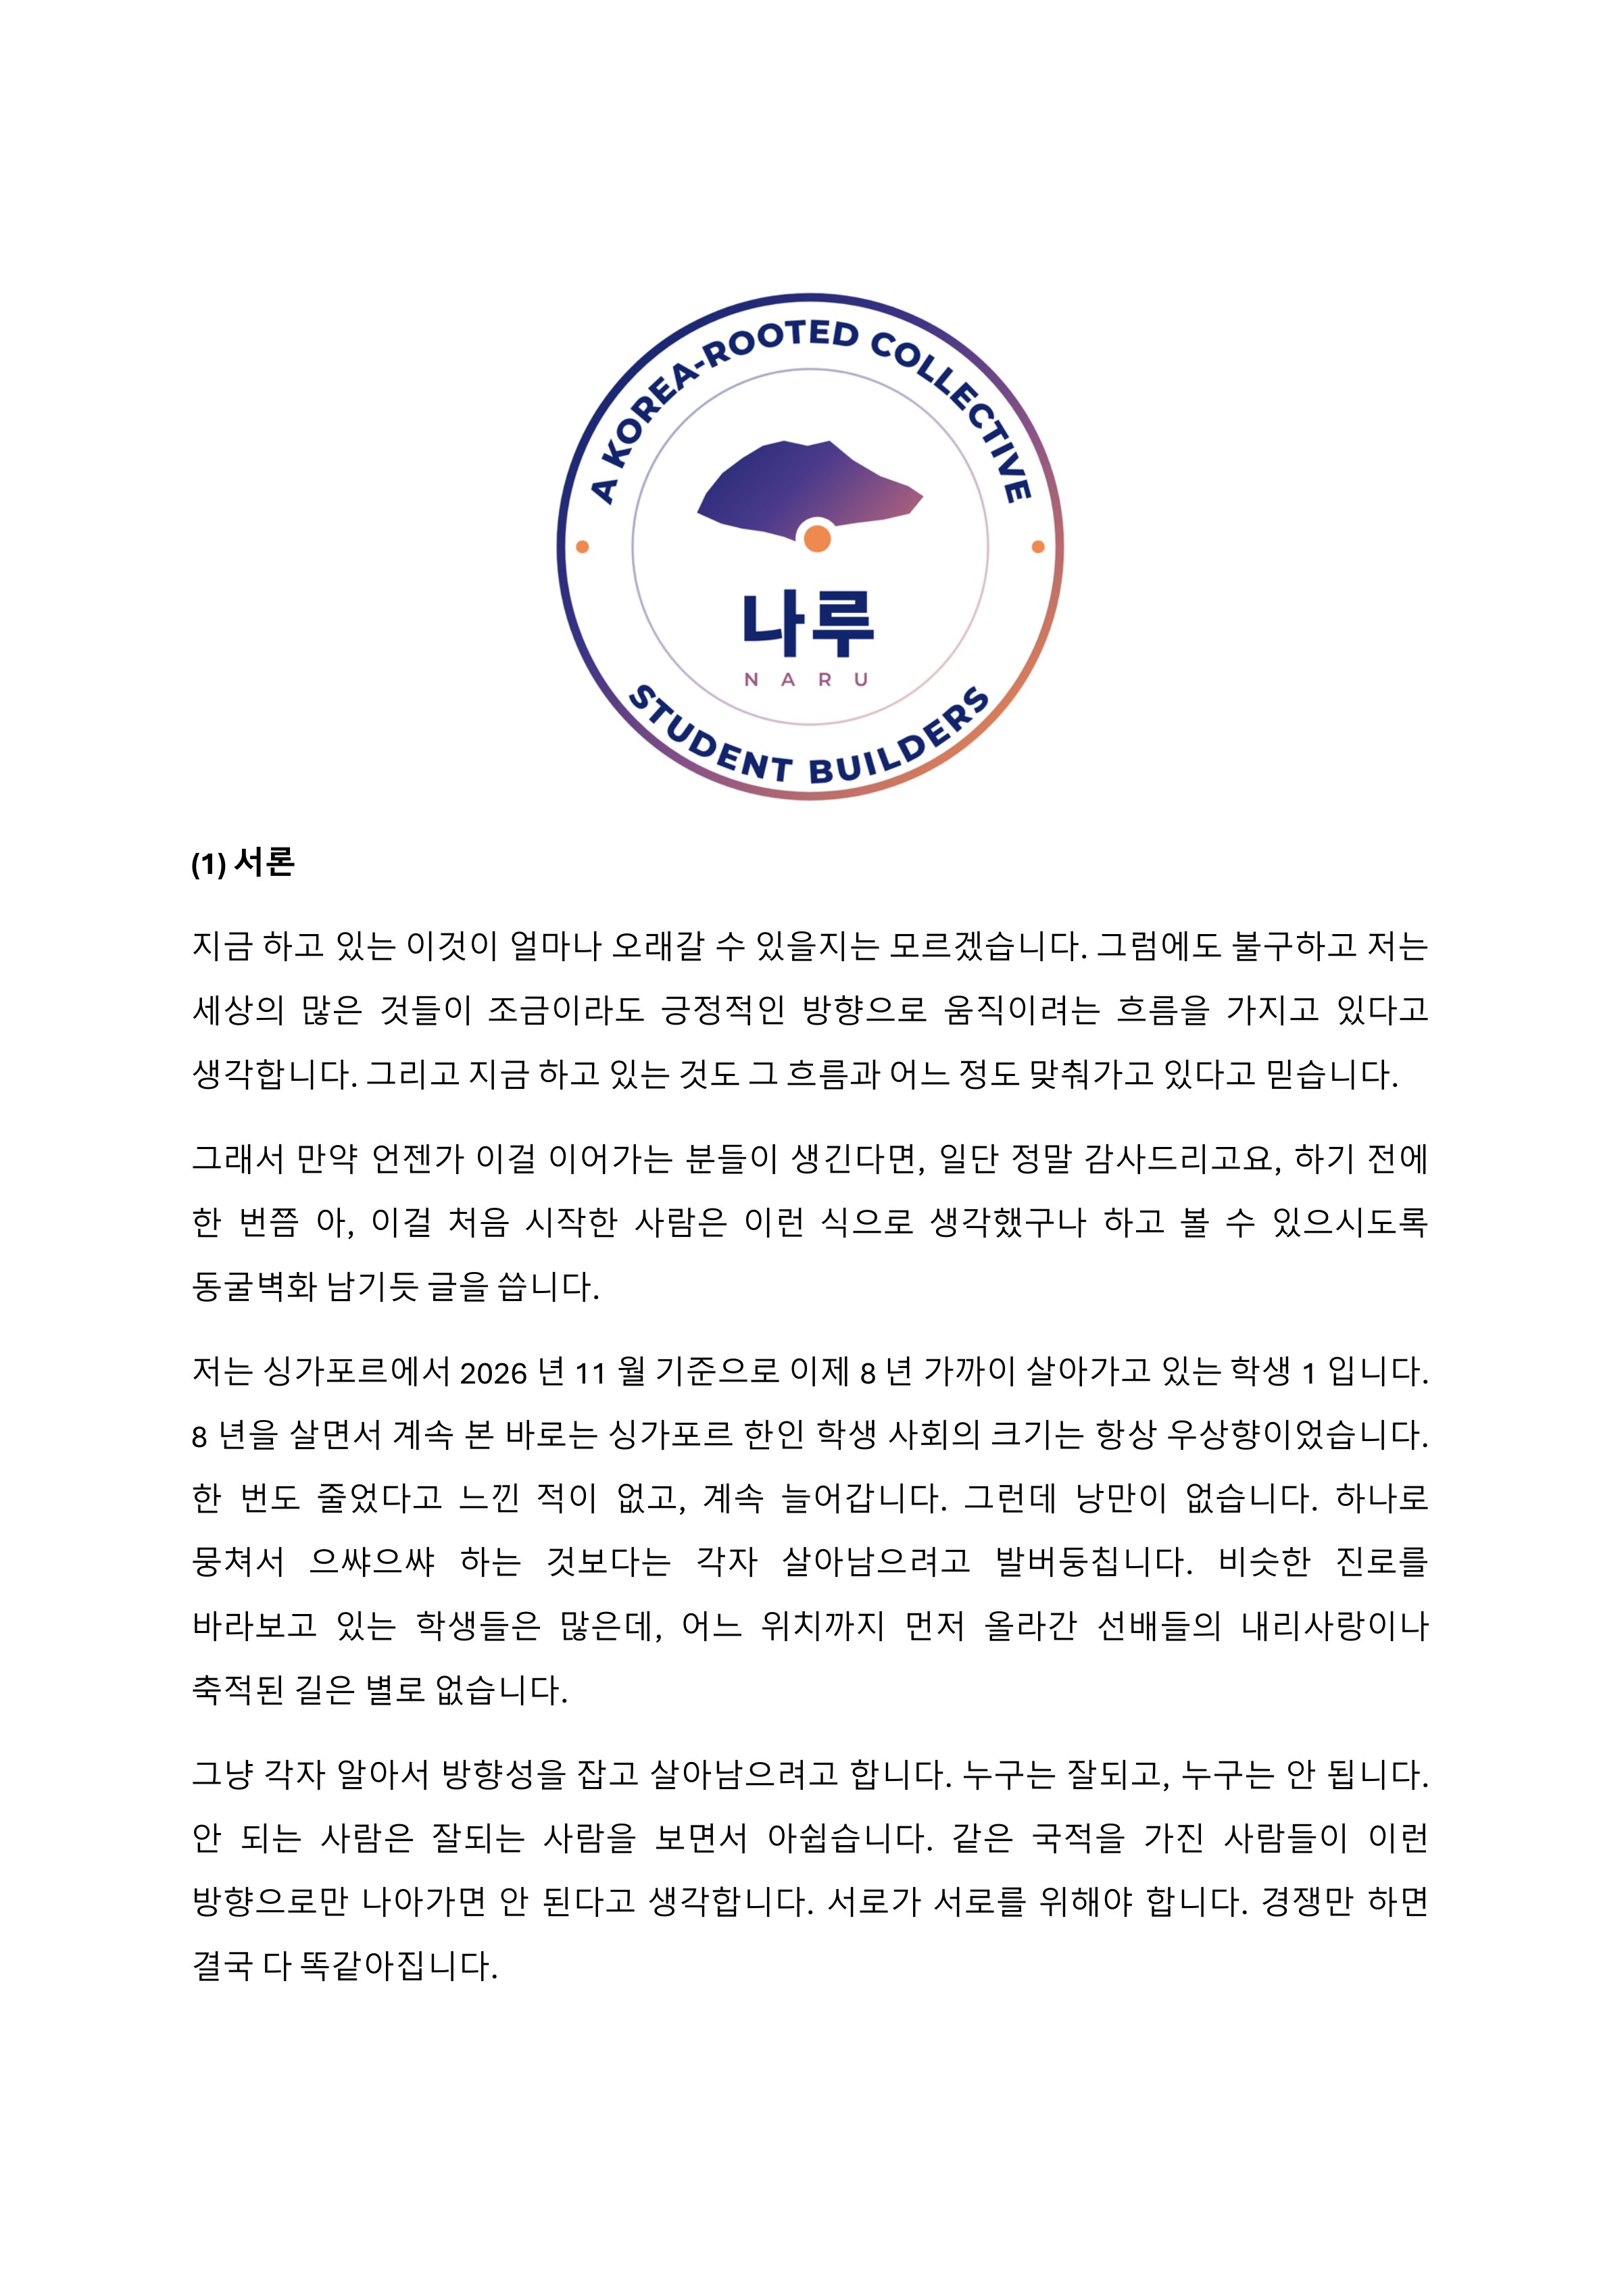 A KOREA-ROOTED COLLECTIVE
나루
NARU
STUDENT BUILDERS
(1) 서론
지금 하고 있는 이것이 얼마나 오래갈 수 있을지는 모르겠습니다. 그럼에도 불구하고 저는
세상의 많은 것들이 조금이라도 긍정적인 방향으로 움직이려는 흐름을 가지고 있다고
생각합니다. 그리고 지금 하고 있는 것도 그 흐름과 어느 정도 맞춰가고 있다고 믿습니다.
그래서 만약 언젠가 이걸 이어가는 분들이 생긴다면, 일단 정말 감사드리고요, 하기 전에
한 번쯤 아, 이걸 처음 시작한 사람은 이런 식으로 생각했구나 하고 볼 수 있으시도록
동굴벽화 남기듯 글을 씁니다.
저는 싱가포르에서 2026 년 11 월 기준으로 이제 8 년 가까이 살아가고 있는 학생 1 입니다.
8 년을 살면서 계속 본 바로는 싱가포르 한인 학생 사회의 크기는 항상 우상향이었습니다.
한 번도 줄었다고 느낀 적이 없고, 계속 늘어갑니다. 그런데 낭만이 없습니다. 하나로
뭉쳐서 으쌰으쌰 하는 것보다는 각자 살아남으려고 발버둥칩니다. 비슷한 진로를
바라보고 있는 학생들은 많은데, 어느 위치까지 먼저 올라간 선배들의 내리사랑이나
축적된 길은 별로 없습니다.
그냥 각자 알아서 방향성을 잡고 살아남으려고 합니다. 누구는 잘되고, 누구는 안 됩니다.
안 되는 사람은 잘되는 사람을 보면서 아쉽습니다. 같은 국적을 가진 사람들이 이런
방향으로만 나아가면 안 된다고 생각합니다. 서로가 서로를 위해야 합니다. 경쟁만 하면
결국 다 똑같아집니다.